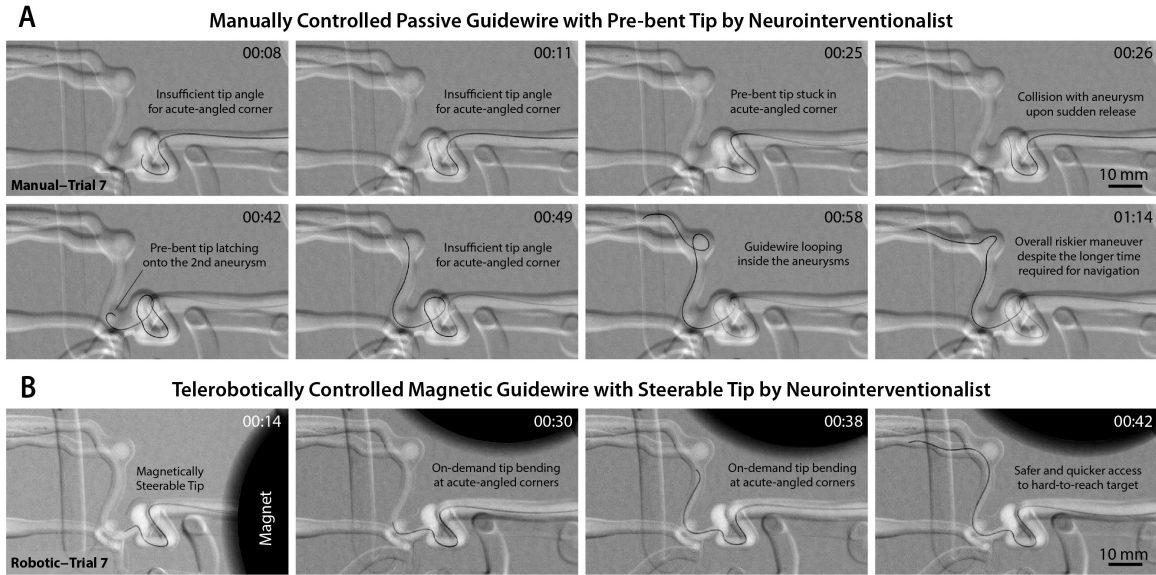 A
Manually Controlled Passive Guidewire with Pre-bent Tip by Neurointerventionalist
00:08
Insufficient tip angle
for acute-angled corner
Manual–Trial 7
00:11
Insufficient tip angle
for acute-angled corner
00:25
Pre-bent tip stuck in
acute-angled corner
00:26
Collision with aneurysm
upon sudden release
10 mm
00:42
Pre-bent tip latching
onto the 2nd aneurysm
00:49
Insufficient tip angle
for acute-angled corner
00:58
Guidewire looping
inside the aneurysms
01:14
Overall riskier maneuver
despite the longer time
required for navigation
B
Telerobotically Controlled Magnetic Guidewire with Steerable Tip by Neurointerventionalist
00:14
Magnetically
Steerable Tip
Magnet
Robotic–Trial 7
00:30
On-demand tip bending
at acute-angled corners
00:38
On-demand tip bending
at acute-angled corners
00:42
Safer and quicker access
to hard-to-reach target
10 mm